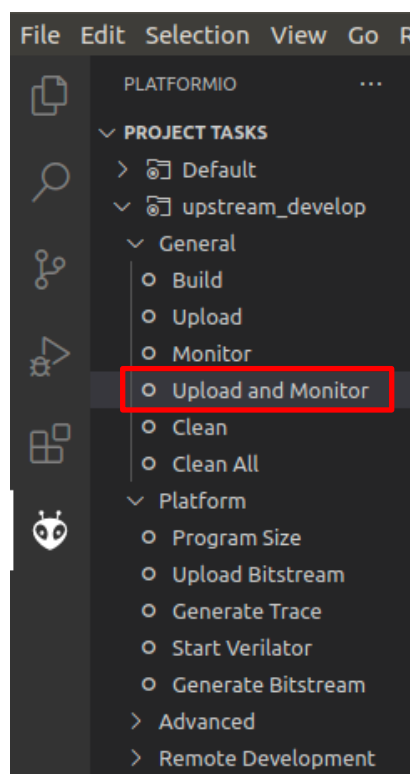 File Edit Selection View Go R
PLATFORMIO ...
PROJECT TASKS
Default
upstream_develop
General
Build
Upload
Monitor
Upload and Monitor
Clean
Clean All
Platform
Program Size
Upload Bitstream
Generate Trace
Start Verilator
Generate Bitstream
Advanced
Remote Development